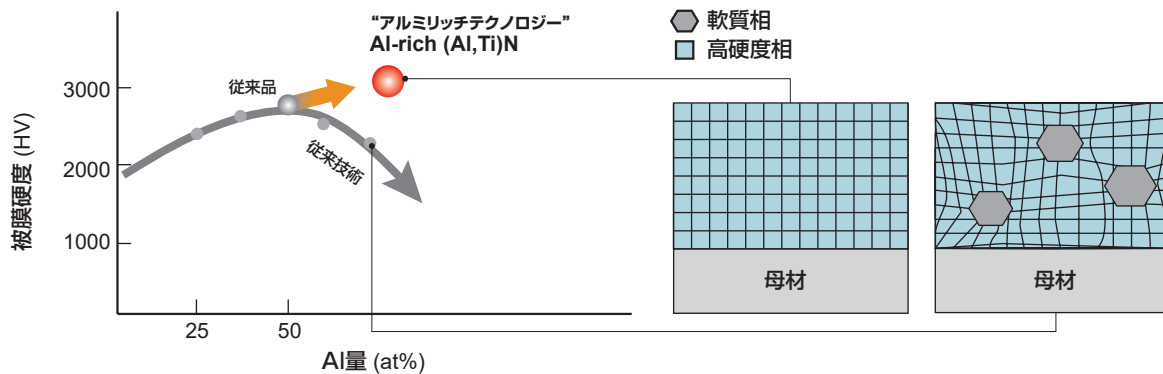 “アルミリッチテクノロジー”
Al-rich (Al,Ti)N
従来品
従来技術
被膜硬度 (HV)
3000
2000
1000
25
50
Al量 (at%)
軟質相
高硬度相
母材
母材